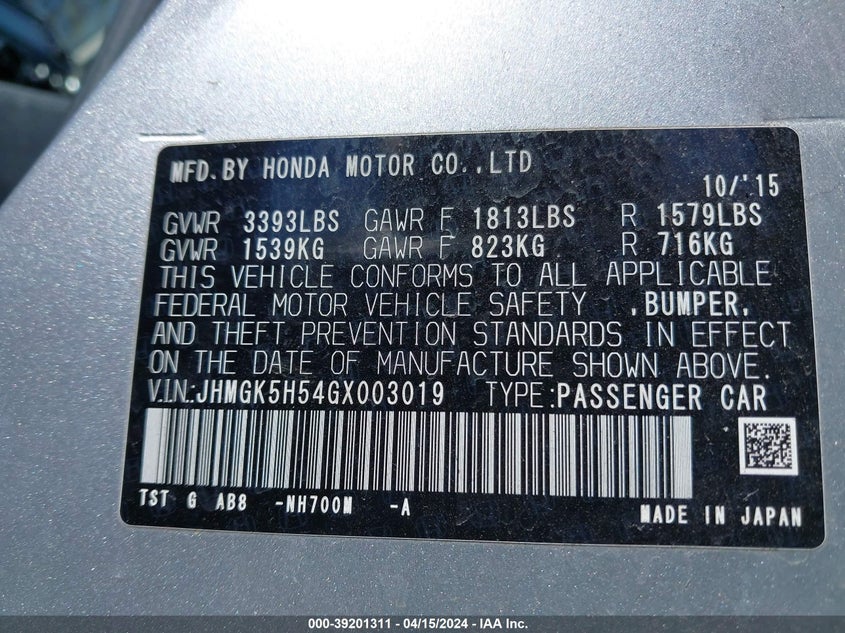 MFD. BY HONDA MOTOR CO., LTD
10/'15
GVWR 3393LBS GAWR F 1813LBS R 1579LBS
GVWR 1539KG GAWR F 823KG R 716KG
THIS VEHICLE CONFORMS TO ALL APPLICABLE
FEDERAL MOTOR VEHICLE SAFETY , BUMPER,
AND THEFT PREVENTION STANDARDS IN EFFECT
ON THE DATE OF MANUFACTURE SHOWN ABOVE.
V.I.N.:JHMGK5H54GX003019 TYPE:PASSENGER CAR
TST G AB8 -NH700M -A
MADE IN JAPAN
000-39201311 - 04/15/2024 - IAA Inc.